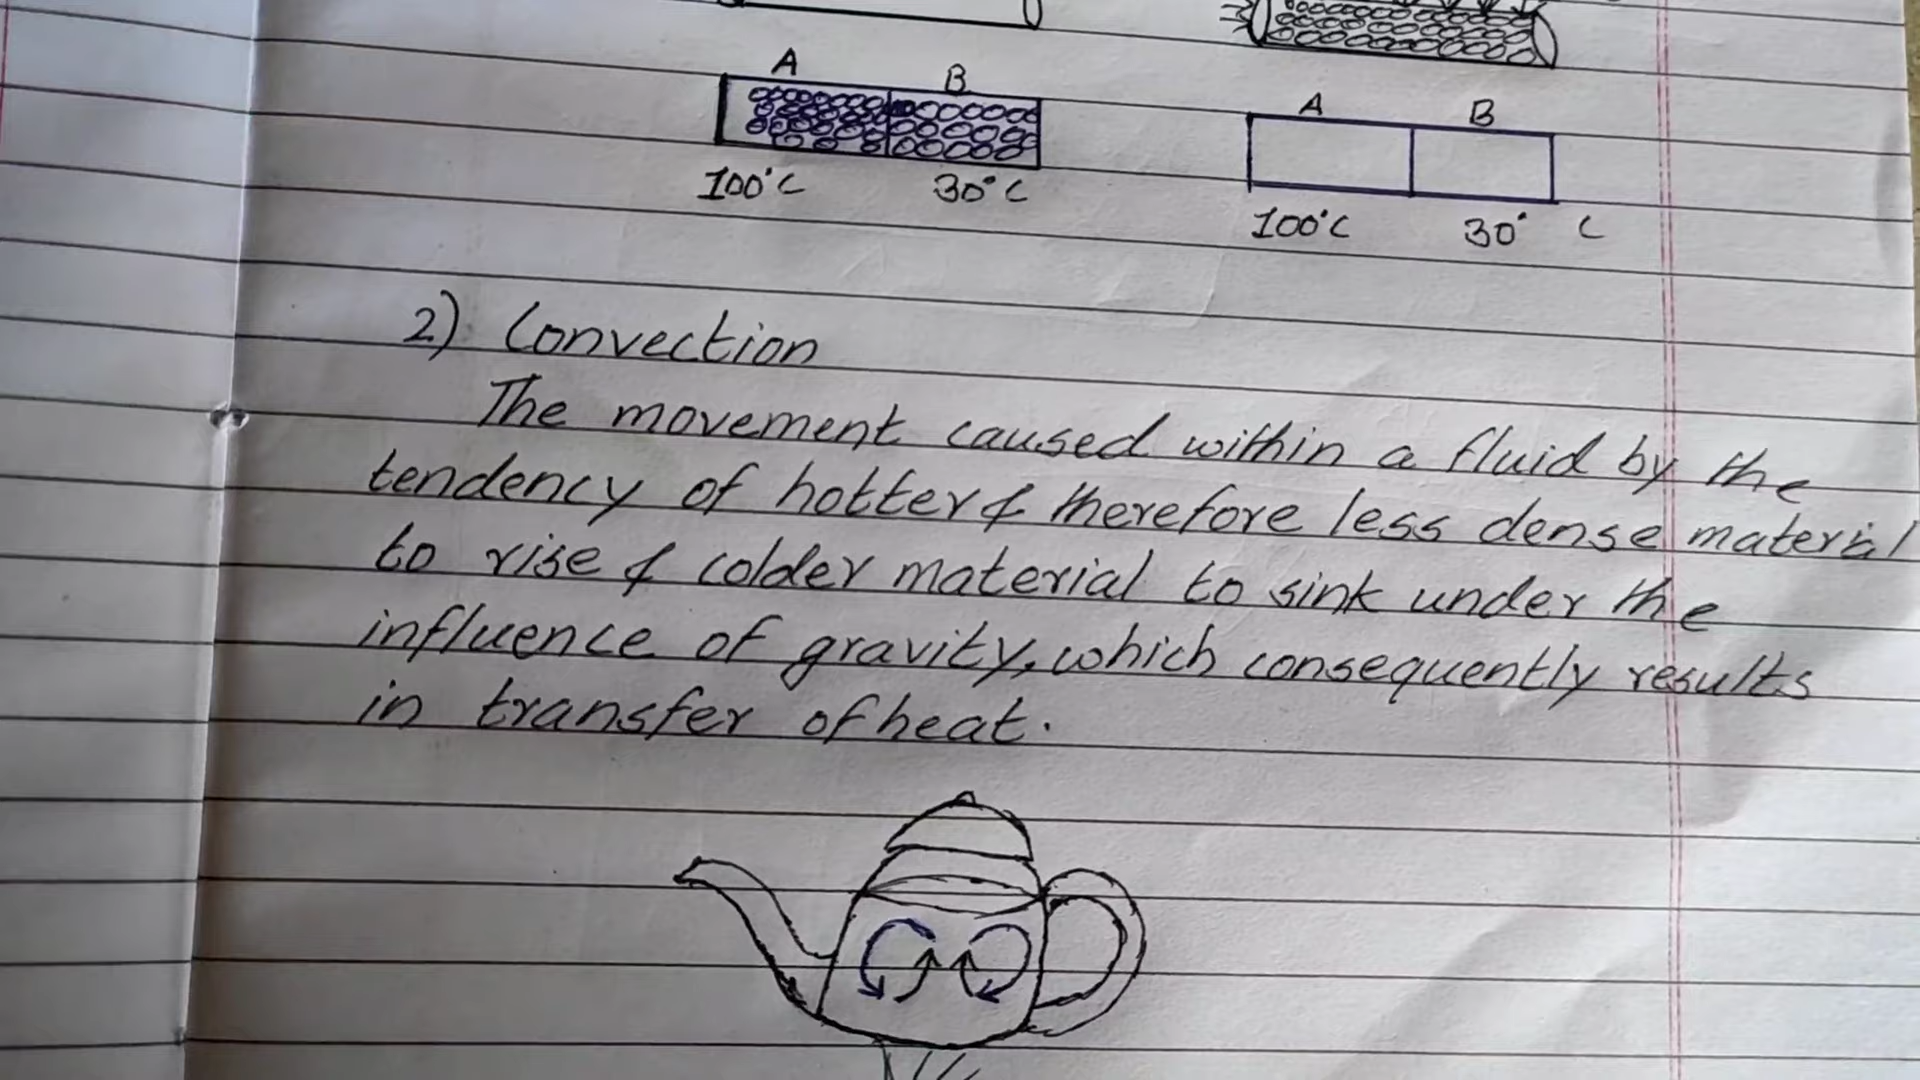 A B
100°C 30°C
A B
100°C 30° C
2) Convection
The movement caused within a fluid by the
tendency of hotter & therefore less dense material
to rise & colder material to sink under the
influence of gravity, which consequently results
in transfer of heat.